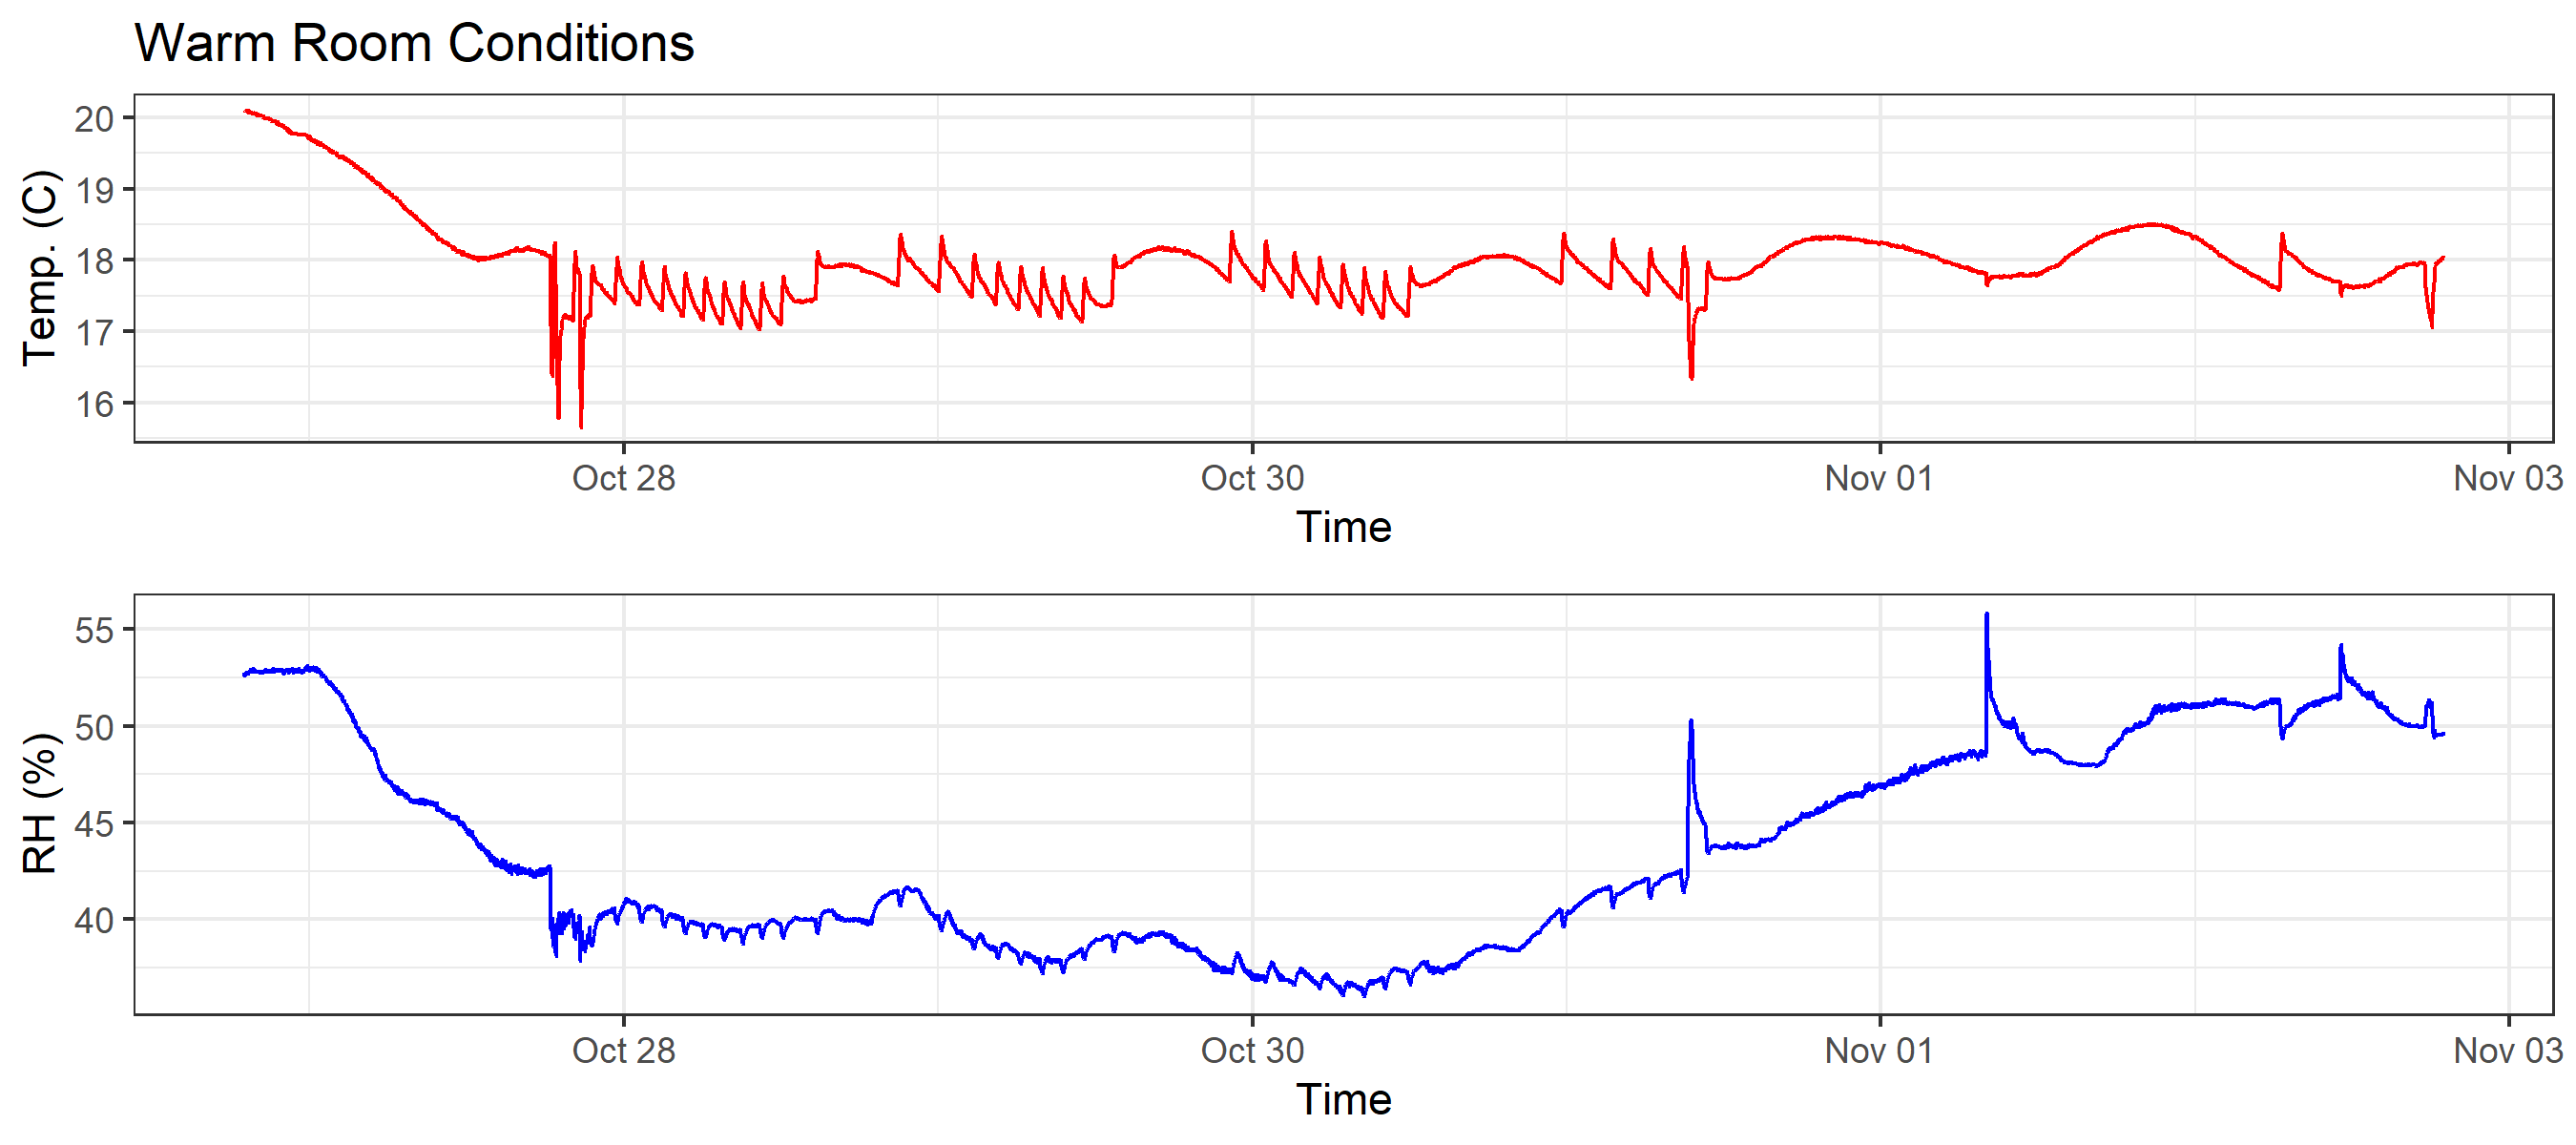 Warm Room Conditions
Temp. (C)
20
19
18
17
16
Oct 28 Oct 30 Nov 01 Nov 03
Time
RH (%)
55
50
45
40
Oct 28 Oct 30 Nov 01 Nov 03
Time